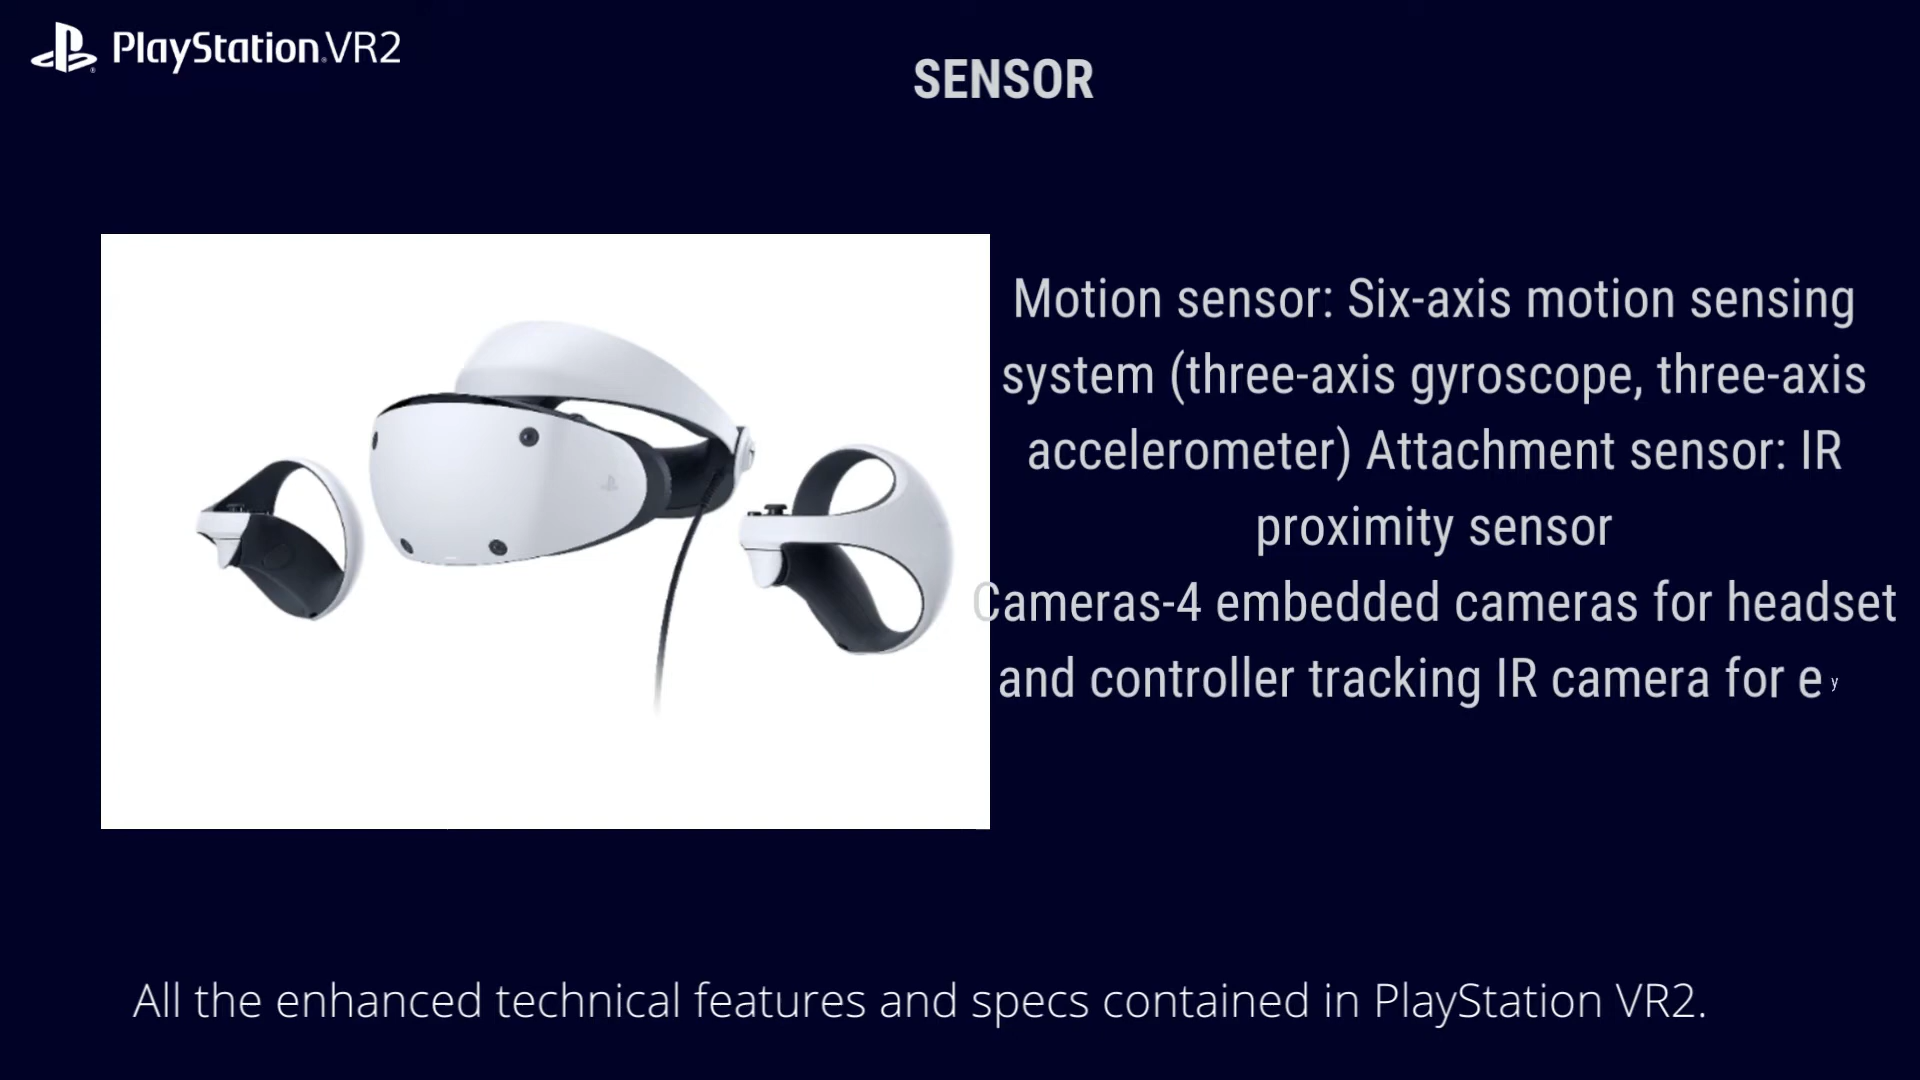 PlayStation.VR2
SENSOR
Motion sensor: Six-axis motion sensing
system (three-axis gyroscope, three-axis
accelerometer) Attachment sensor: IR
proximity sensor
Cameras-4 embedded cameras for headset
and controller tracking IR camera for ey
All the enhanced technical features and specs contained in PlayStation VR2.